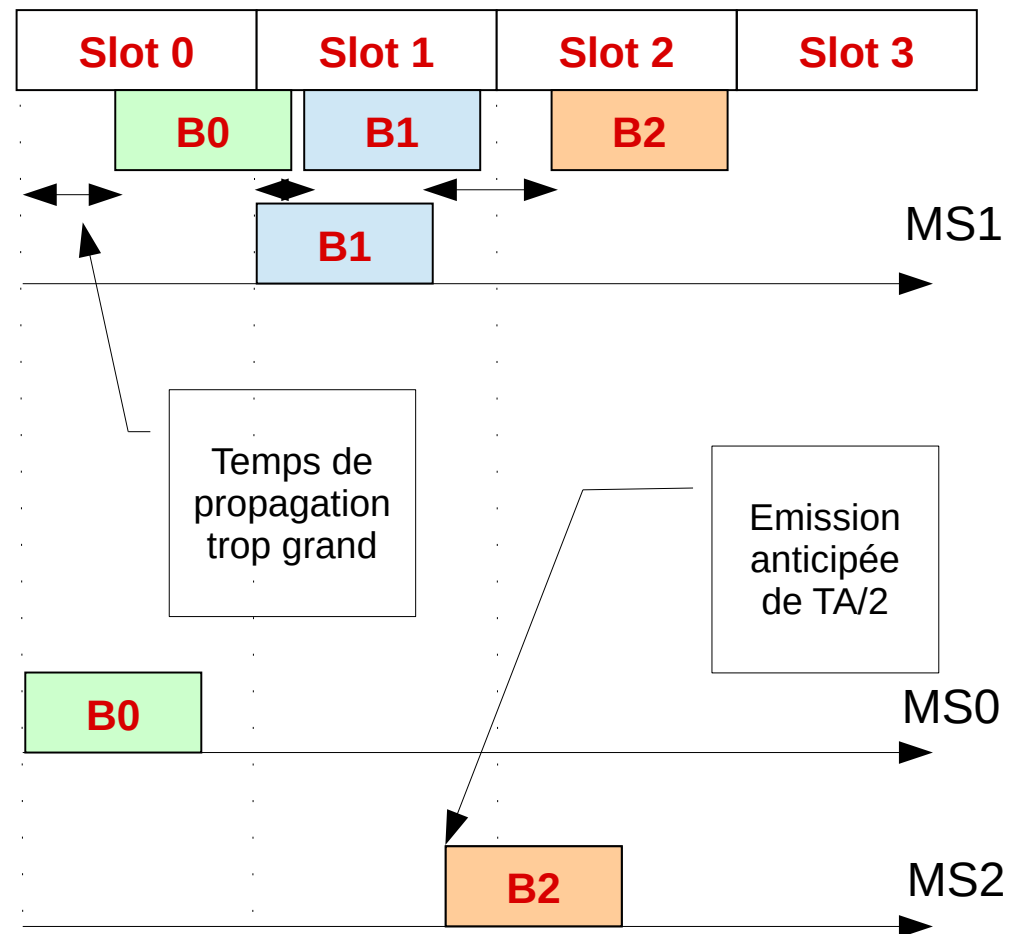 Slot 0
Slot 1
Slot 2
Slot 3
B0
B1
B2
MS1
B1
Temps de
propagation
trop grand
Emission
anticipée
de TA/2
MS0
B0
MS2
B2